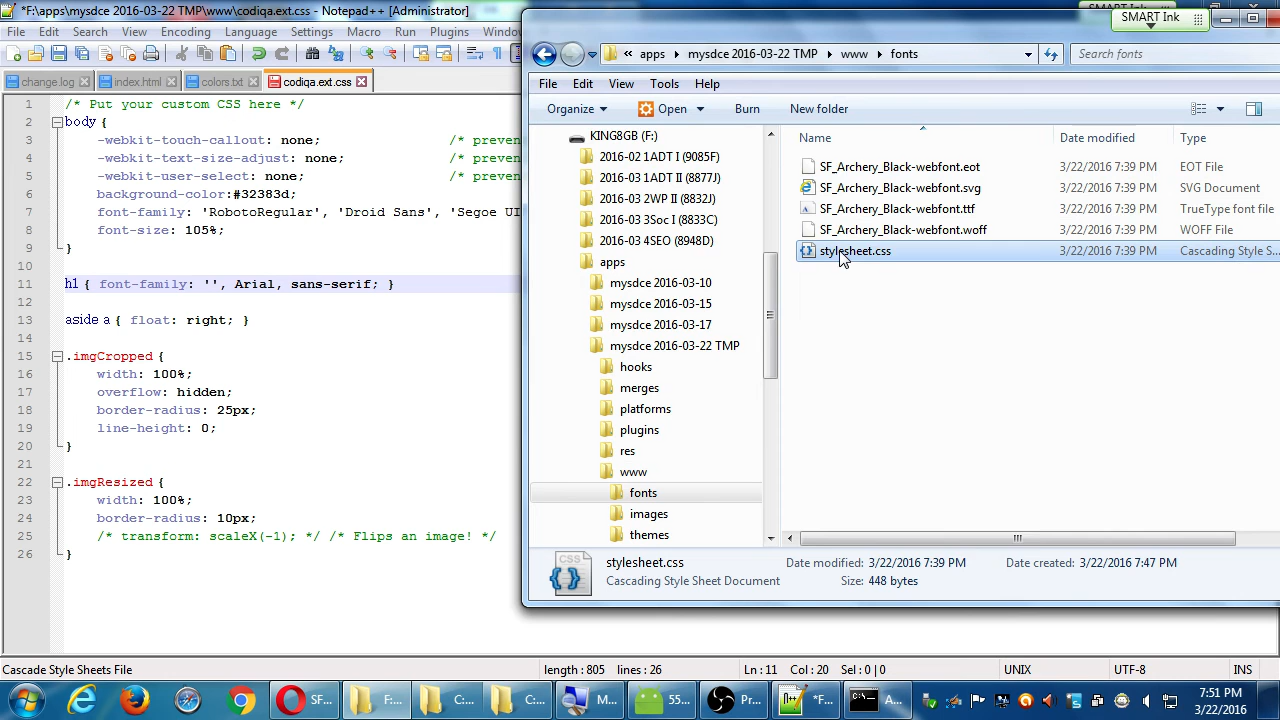 *F:\apps\mysdce 2016-03-22 TMP\www\codiqa.ext.css - Notepad++ [Administrator]
File Edit Search View Encoding Language Settings Macro Run Plugins Window
change.log index.html colors.txt codiqa.ext.css
1 /* Put your custom CSS here */
2 body {
3 -webkit-touch-callout: none; /* preven
4 -webkit-text-size-adjust: none; /* preven
5 -webkit-user-select: none; /* preven
6 background-color:#32383d;
7 font-family: 'RobotoRegular', 'Droid Sans', 'Segoe UI
8 font-size: 105%;
9 }
10
11 h1 { font-family: '', Arial, sans-serif; }
12
13 aside a { float: right; }
14
15 .imgCropped {
16 width: 100%;
17 overflow: hidden;
18 border-radius: 25px;
19 line-height: 0;
20 }
21
22 .imgResized {
23 width: 100%;
24 border-radius: 10px;
25 /* transform: scaleX(-1); */ /* Flips an image! */
26 }
SMART Ink
« apps mysdce 2016-03-22 TMP www fonts
Search fonts
File Edit View Tools Help
Organize Open Burn New folder
KING8GB (F:)
2016-02 1ADT I (9085F)
2016-03 1ADT II (8877J)
2016-03 2WP II (8832J)
2016-03 3Soc I (8833C)
2016-03 4SEO (8948D)
apps
mysdce 2016-03-10
mysdce 2016-03-15
mysdce 2016-03-17
mysdce 2016-03-22 TMP
hooks
merges
platforms
plugins
res
www
fonts
images
themes
Name Date modified Type
SF_Archery_Black-webfont.eot 3/22/2016 7:39 PM EOT File
SF_Archery_Black-webfont.svg 3/22/2016 7:39 PM SVG Document
SF_Archery_Black-webfont.ttf 3/22/2016 7:39 PM TrueType font file
SF_Archery_Black-webfont.woff 3/22/2016 7:39 PM WOFF File
stylesheet.css 3/22/2016 7:39 PM Cascading Style S...
CSS
stylesheet.css Date modified: 3/22/2016 7:39 PM Date created: 3/22/2016 7:47 PM
Cascading Style Sheet Document Size: 448 bytes
Cascade Style Sheets File length : 805 lines : 26 Ln : 11 Col : 20 Sel : 0 | 0 UNIX UTF-8 INS
SF... F:... C:... C:... M... 55... Pr... *F... A...
7:51 PM
3/22/2016